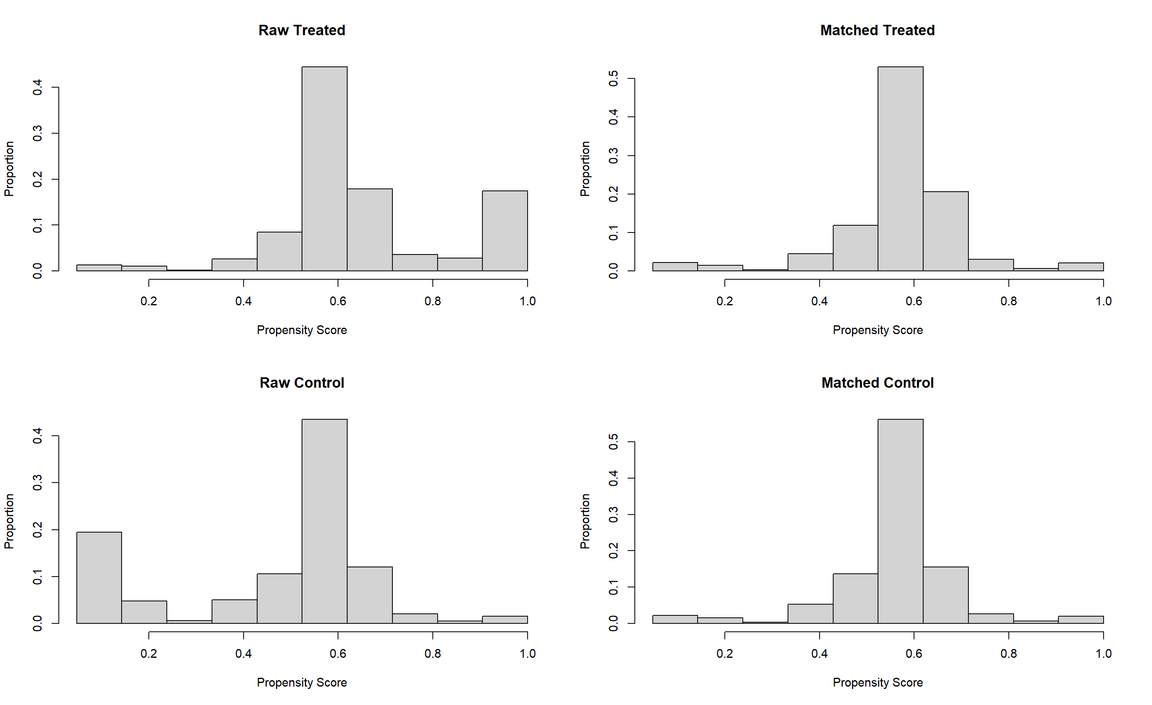 Raw Treated
Proportion
0.0 0.1 0.2 0.3 0.4
0.2 0.4 0.6 0.8 1.0
Propensity Score
Matched Treated
Proportion
0.0 0.1 0.2 0.3 0.4 0.5
0.2 0.4 0.6 0.8 1.0
Propensity Score
Raw Control
Proportion
0.0 0.1 0.2 0.3 0.4
0.2 0.4 0.6 0.8 1.0
Propensity Score
Matched Control
Proportion
0.0 0.1 0.2 0.3 0.4 0.5
0.2 0.4 0.6 0.8 1.0
Propensity Score